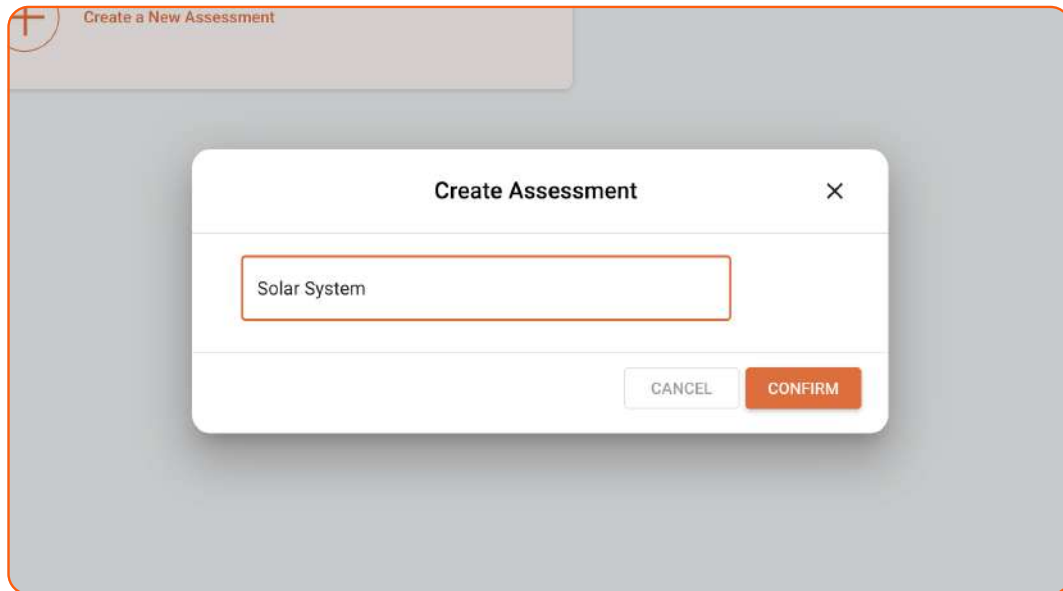 Create a New Assessment
Create Assessment
Solar System
CANCEL CONFIRM